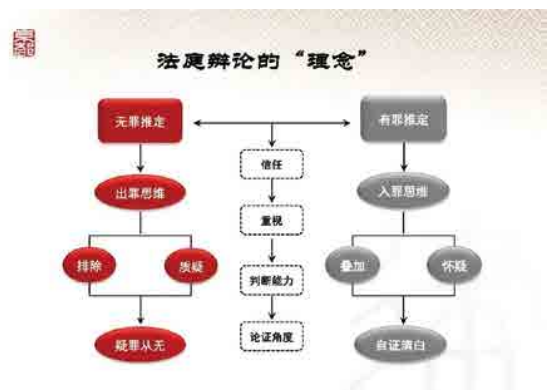 法庭辩论的“理念”
无罪推定
有罪推定
信任
出罪思维
入罪思维
重视
排除
质疑
判断能力
叠加
怀疑
论证角度
疑罪从无
自证清白